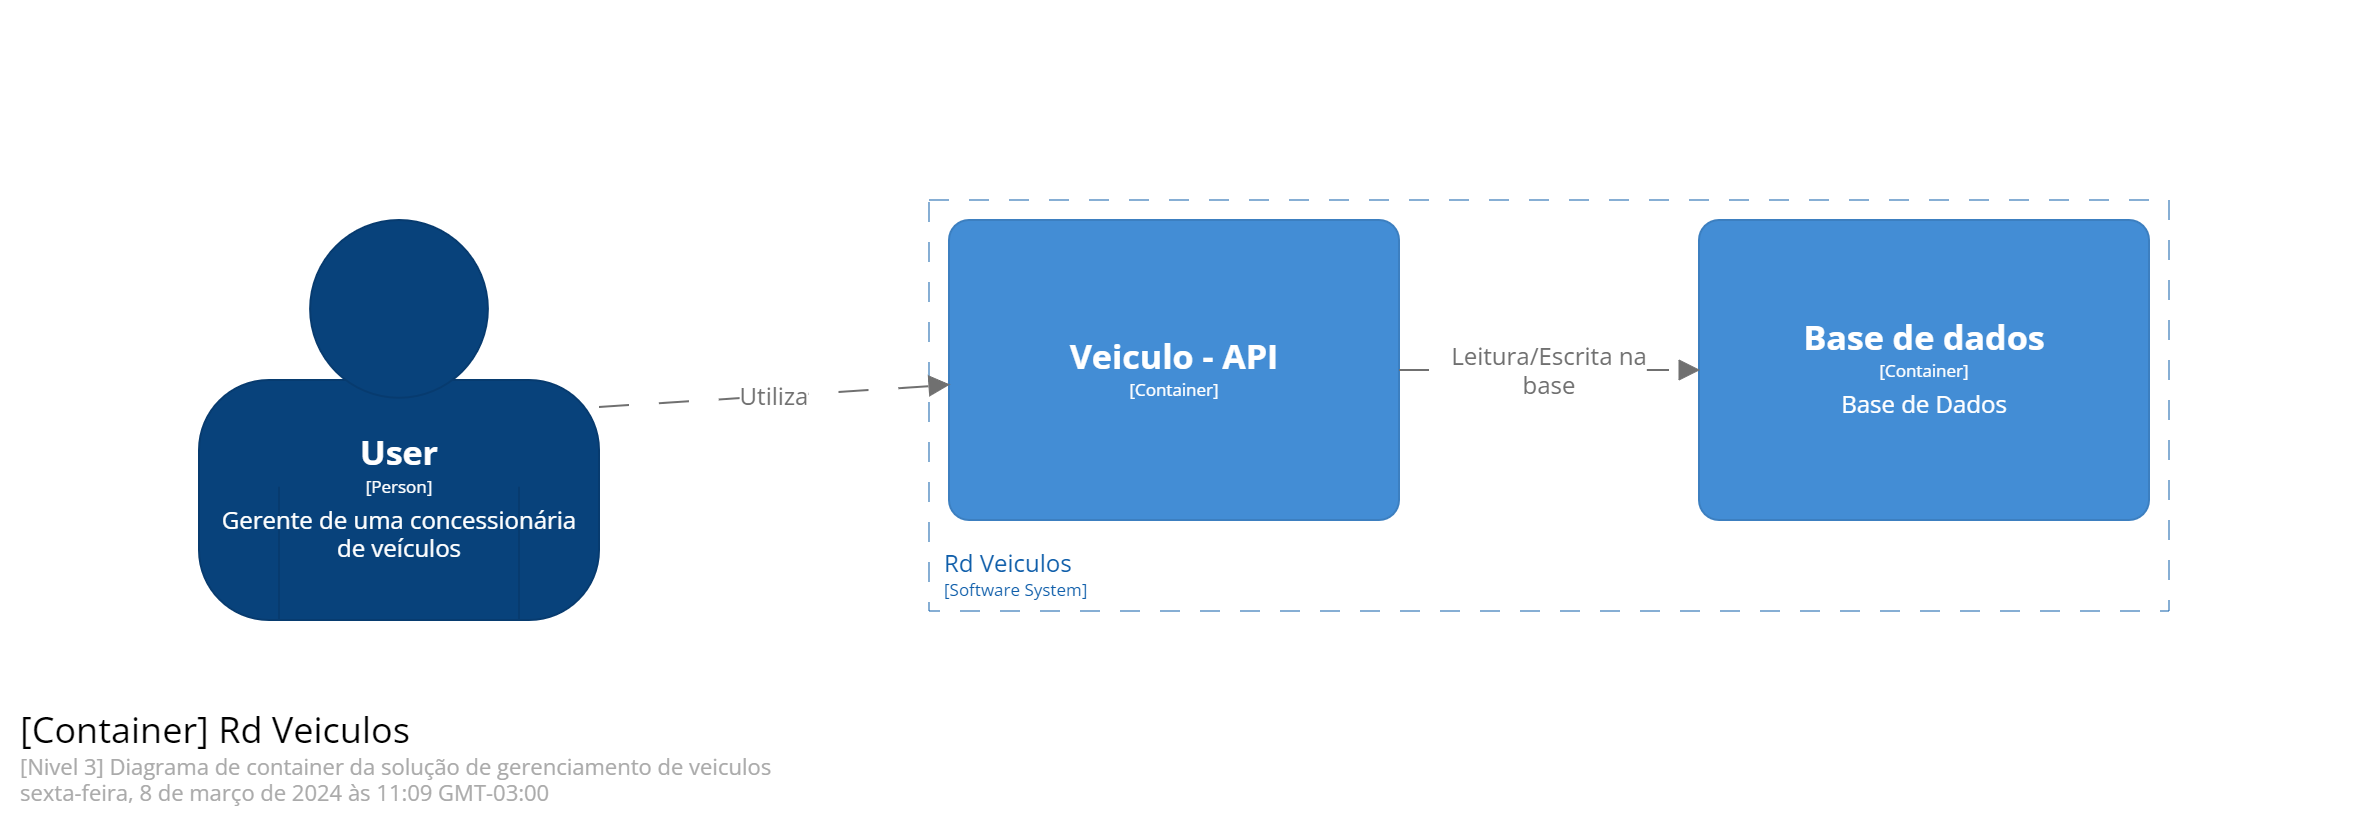 User
[Person]
Gerente de uma concessionária
de veículos
Utiliza
Veiculo - API
[Container]
Leitura/Escrita na
base
Base de dados
[Container]
Base de Dados
Rd Veiculos
[Software System]
[Container] Rd Veiculos
[Nivel 3] Diagrama de container da solução de gerenciamento de veiculos
sexta-feira, 8 de março de 2024 às 11:09 GMT-03:00